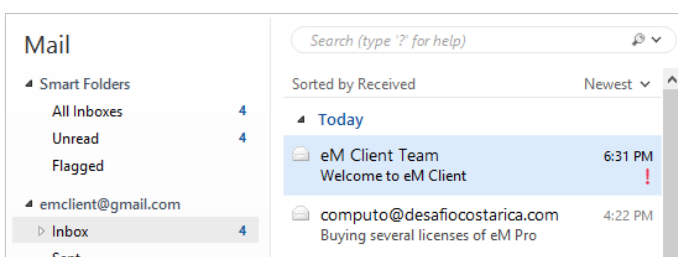 Mail
Smart Folders
All Inboxes 4
Unread 4
Flagged
emclient@gmail.com
Inbox 4
Sent
Search (type '?' for help)
Sorted by Received Newest
Today
eM Client Team 6:31 PM
Welcome to eM Client !
computo@desafiocostarica.com 4:22 PM
Buying several licenses of eM Pro